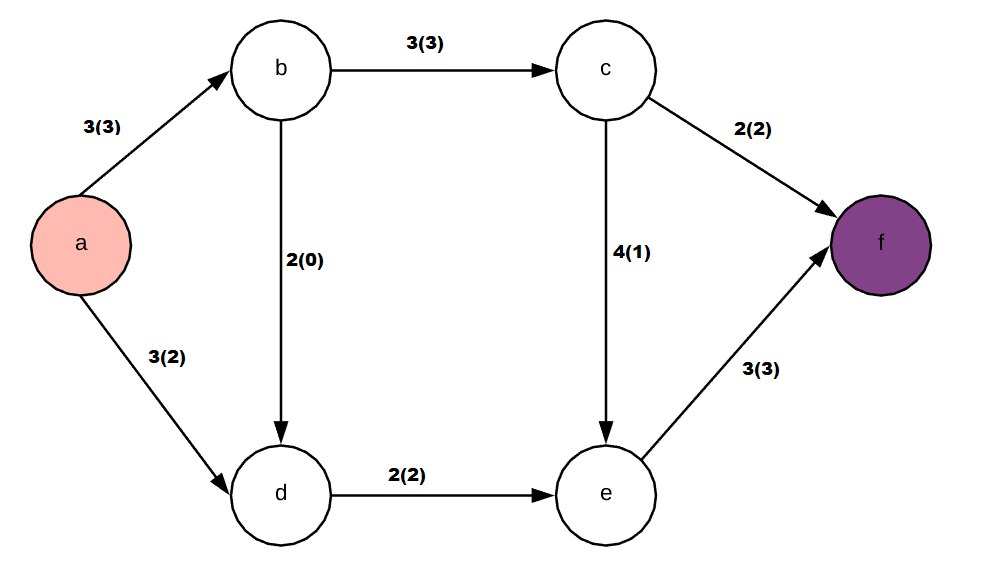 3(3)
b
c
3(3)
2(2)
a
f
2(0)
4(1)
3(2)
3(3)
2(2)
d
e